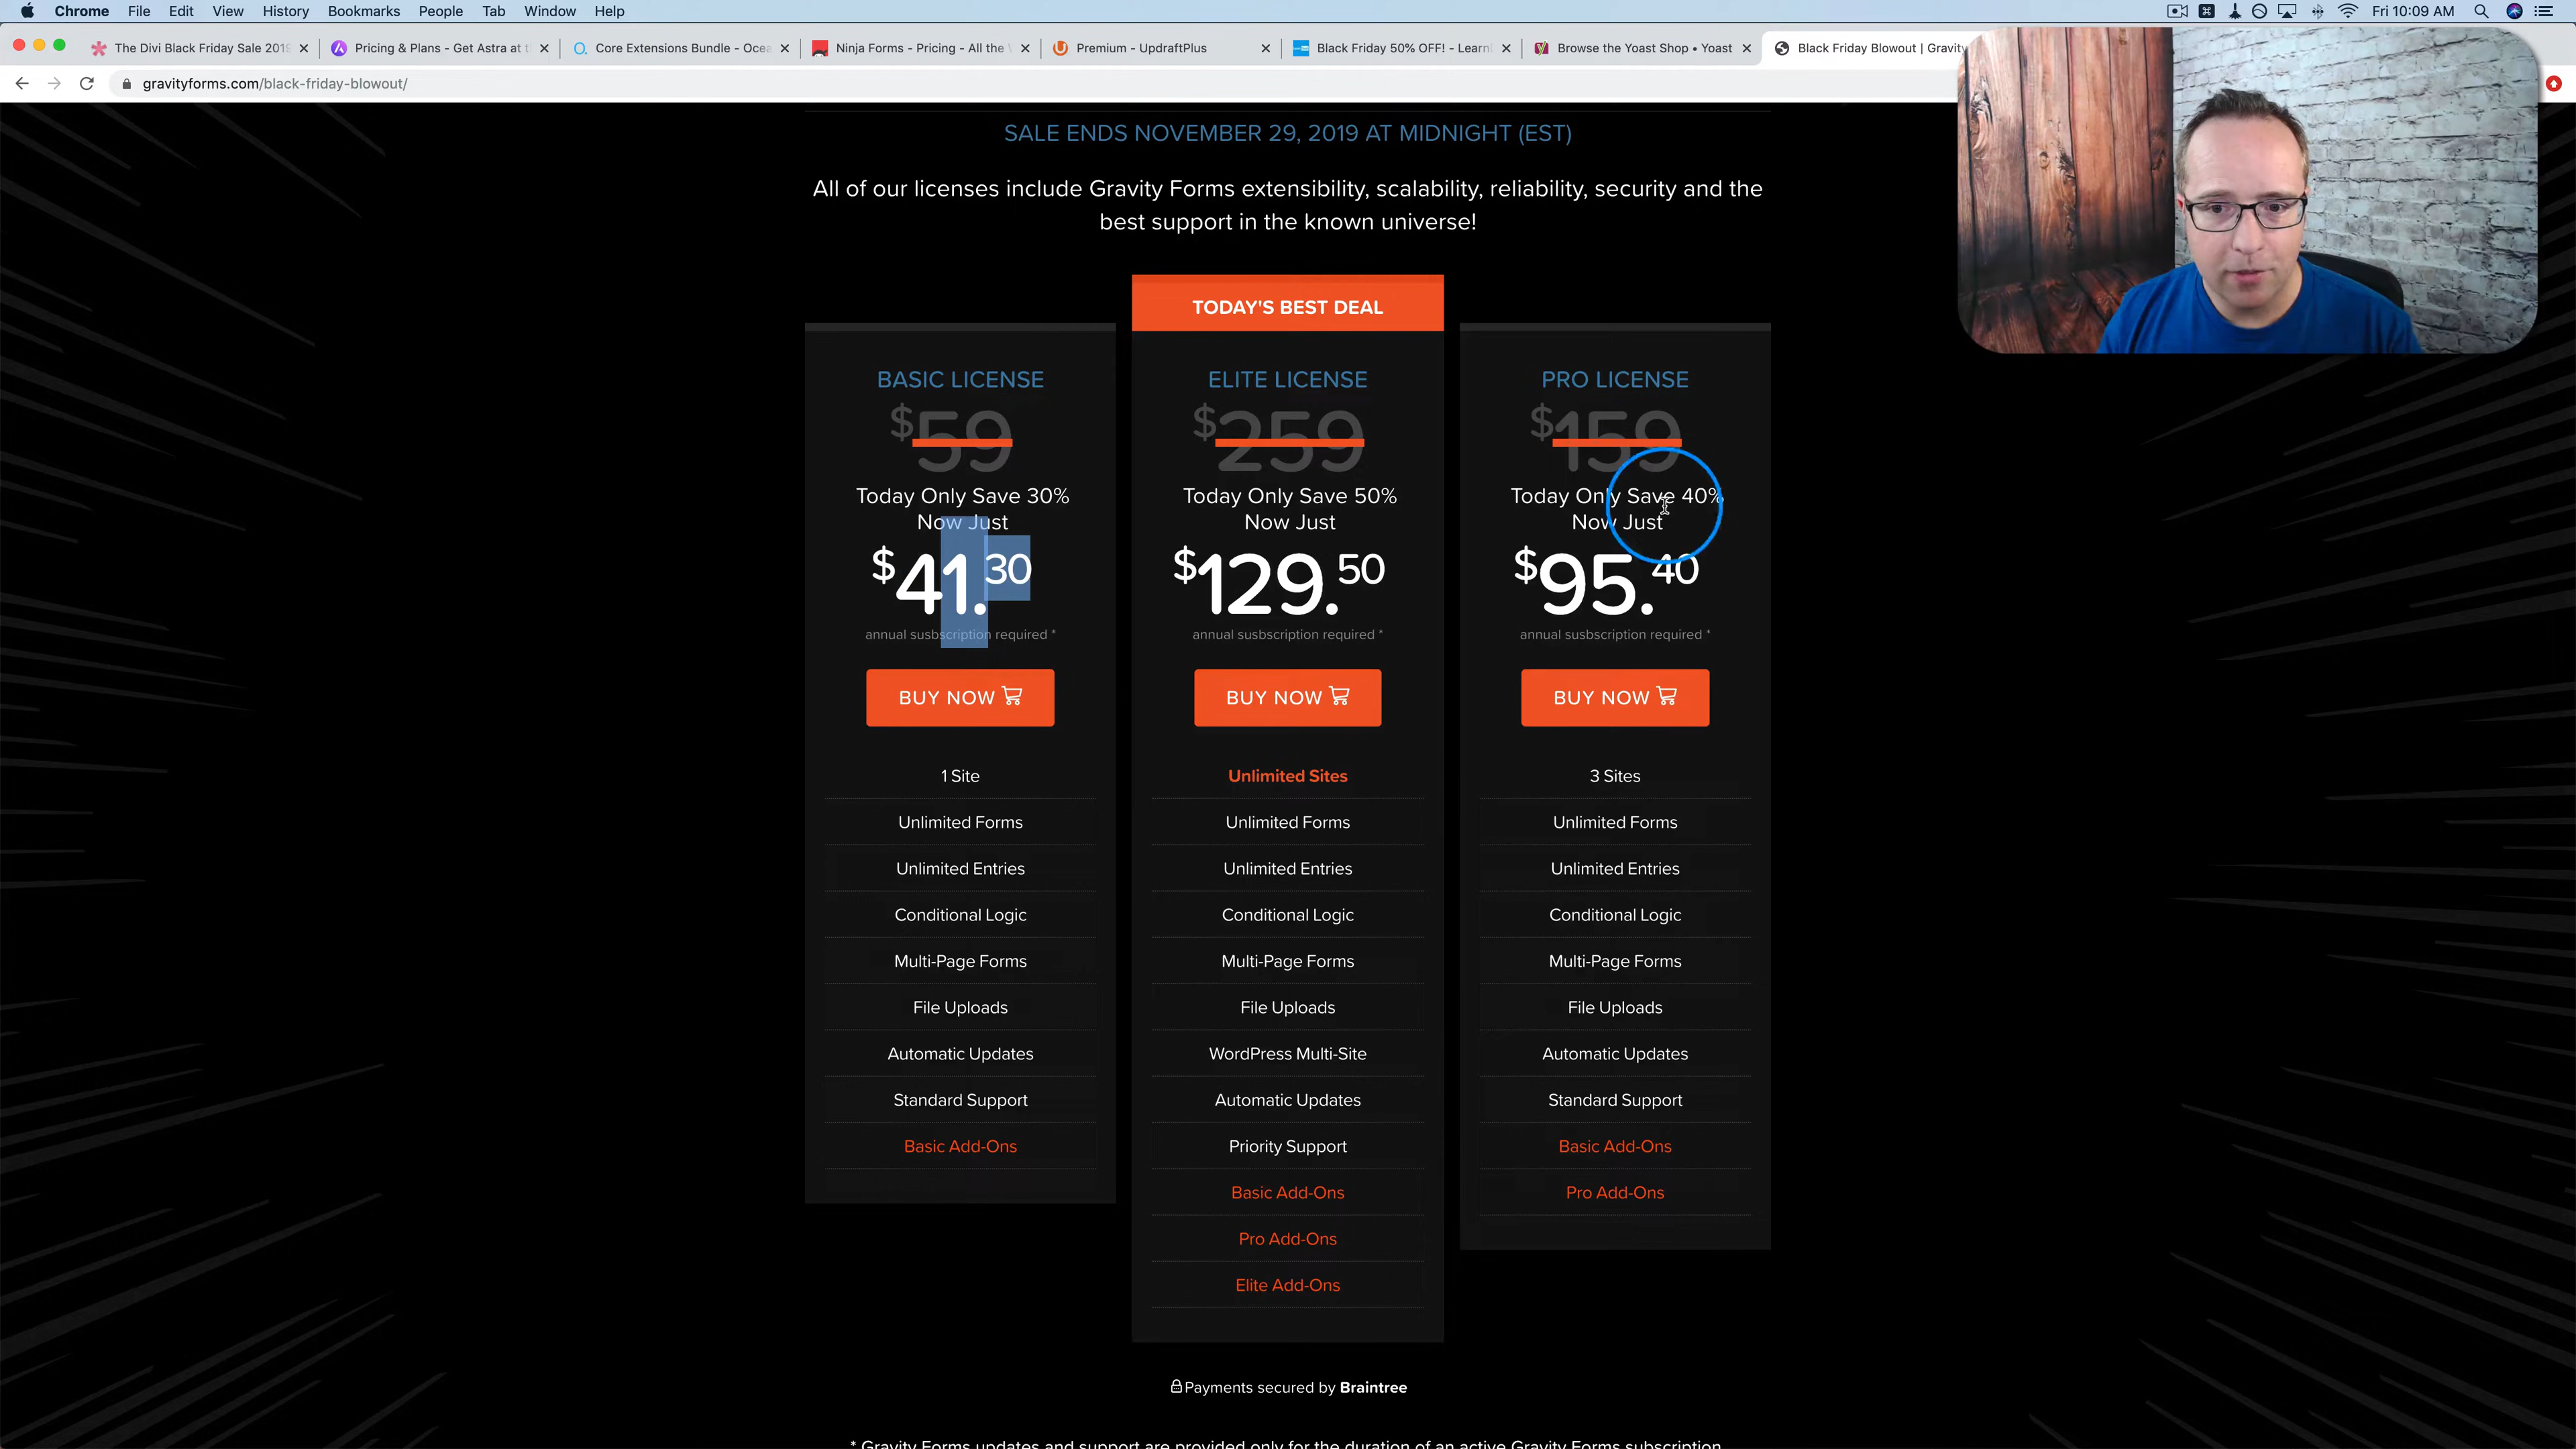 Chrome File Edit View History Bookmarks People Tab Window Help
Fri 10:09 AM
The Divi Black Friday Sale 2019
Pricing & Plans - Get Astra at t
Core Extensions Bundle - Ocea
Ninja Forms - Pricing - All the
Premium - UpdraftPlus
Black Friday 50% OFF! - Learn
Browse the Yoast Shop • Yoast
Black Friday Blowout | Gravity
gravityforms.com/black-friday-blowout/
SALE ENDS NOVEMBER 29, 2019 AT MIDNIGHT (EST)
All of our licenses include Gravity Forms extensibility, scalability, reliability, security and the
best support in the known universe!
BASIC LICENSE
$59
Today Only Save 30%
Now Just
$41.30
annual susbscription required *
BUY NOW
1 Site
Unlimited Forms
Unlimited Entries
Conditional Logic
Multi-Page Forms
File Uploads
Automatic Updates
Standard Support
Basic Add-Ons
TODAY'S BEST DEAL
ELITE LICENSE
$259
Today Only Save 50%
Now Just
$129.50
annual susbscription required *
BUY NOW
Unlimited Sites
Unlimited Forms
Unlimited Entries
Conditional Logic
Multi-Page Forms
File Uploads
WordPress Multi-Site
Automatic Updates
Priority Support
Basic Add-Ons
Pro Add-Ons
Elite Add-Ons
PRO LICENSE
$159
Today Only Save 40%
Now Just
$95.40
annual susbscription required *
BUY NOW
3 Sites
Unlimited Forms
Unlimited Entries
Conditional Logic
Multi-Page Forms
File Uploads
Automatic Updates
Standard Support
Basic Add-Ons
Pro Add-Ons
Payments secured by Braintree
* Gravity Forms updates and support are provided only for the duration of an active Gravity Forms subscription